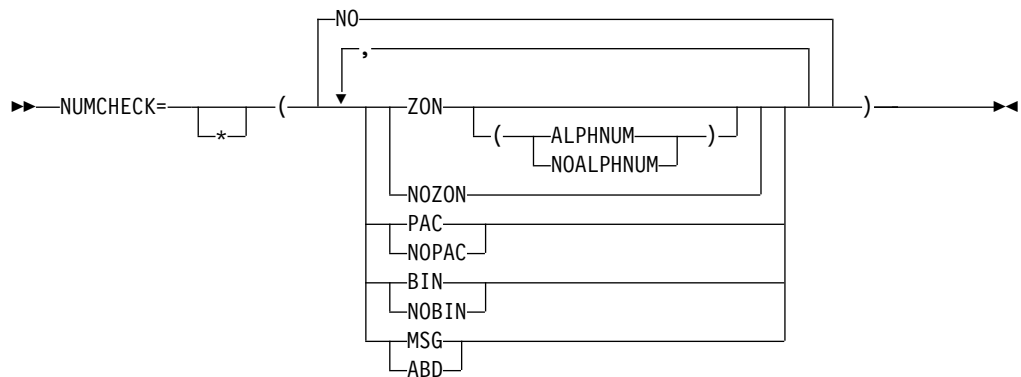 NO
,
NUMCHECK= * ( ZON )
( ALPHNUM )
NOALPHNUM
NOZON
PAC
NOPAC
BIN
NOBIN
MSG
ABD